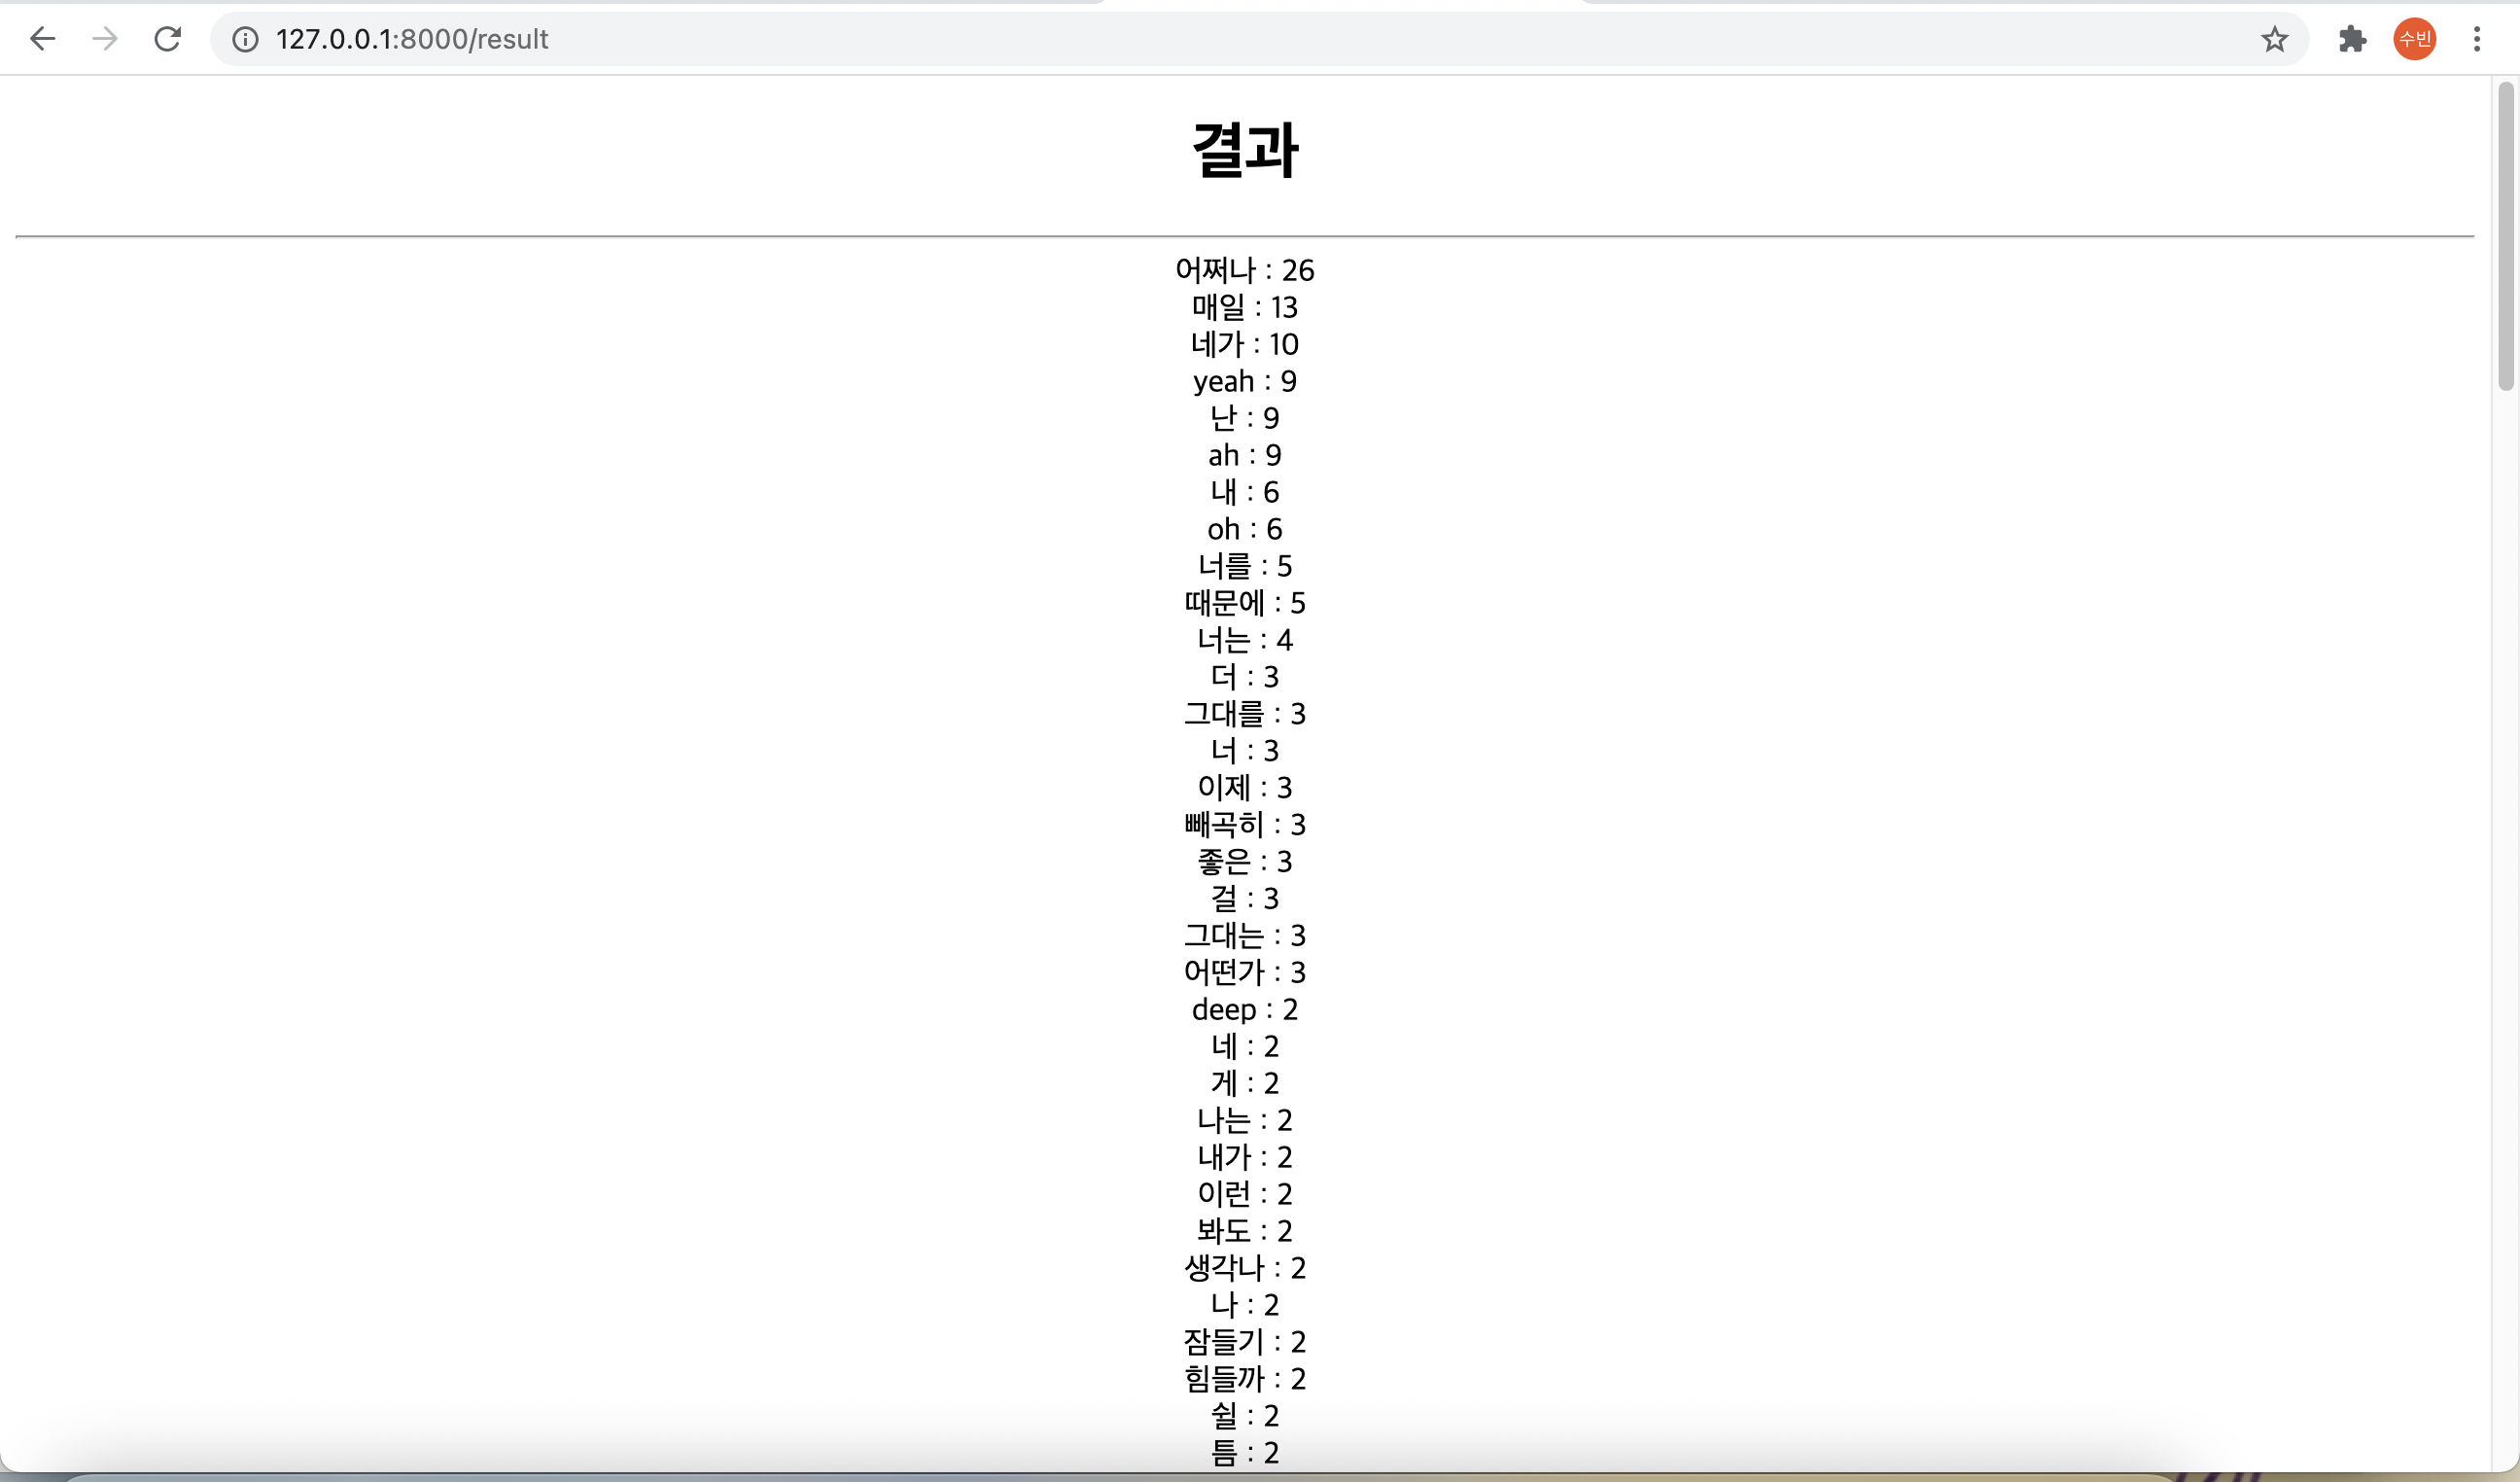 127.0.0.1:8000/result
수빈
결과
어쩌나 : 26
매일 : 13
네가 : 10
yeah : 9
난 : 9
ah : 9
내 : 6
oh : 6
너를 : 5
때문에 : 5
너는 : 4
더 : 3
그대를 : 3
너 : 3
이제 : 3
빼곡히 : 3
좋은 : 3
걸 : 3
그대는 : 3
어떤가 : 3
deep : 2
네 : 2
게 : 2
나는 : 2
내가 : 2
이런 : 2
봐도 : 2
생각나 : 2
나 : 2
잠들기 : 2
힘들까 : 2
쉴 : 2
틈 : 2